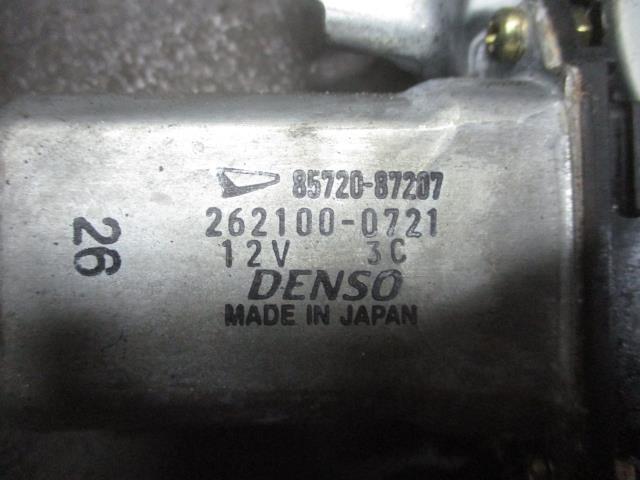 85720-87207
262100-0721
12V 3C
DENSO
MADE IN JAPAN
26